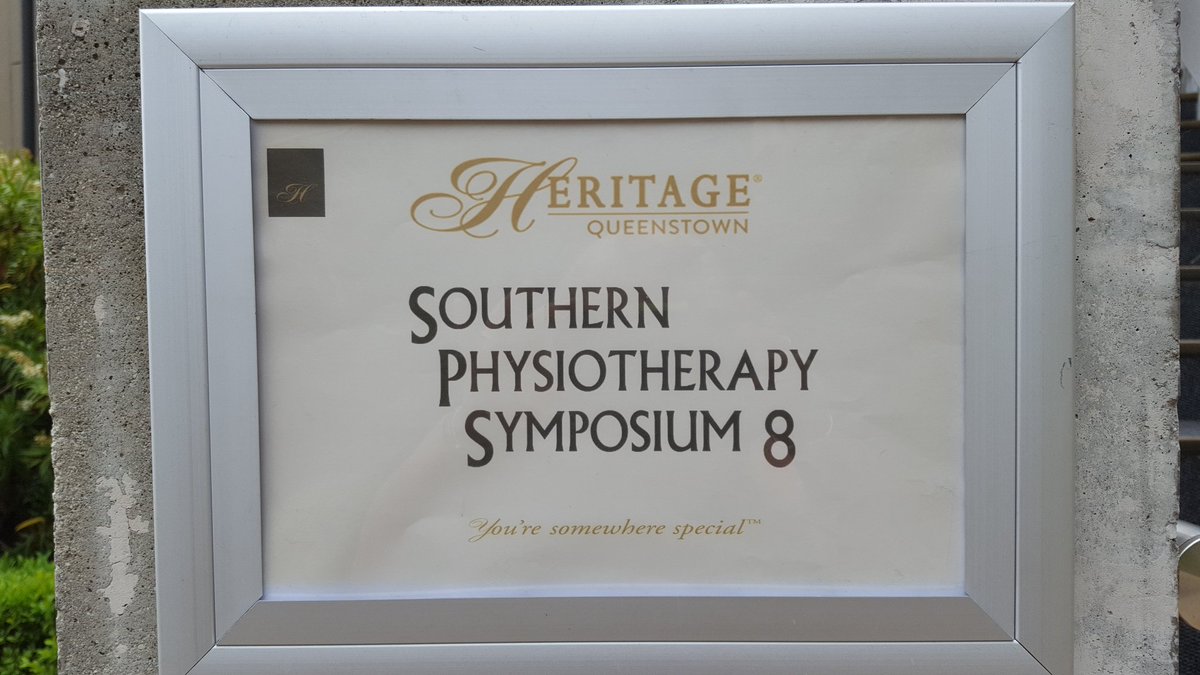 H
HERITAGE®
QUEENSTOWN
SOUTHERN
PHYSIOTHERAPY
SYMPOSIUM 8
You're somewhere special™